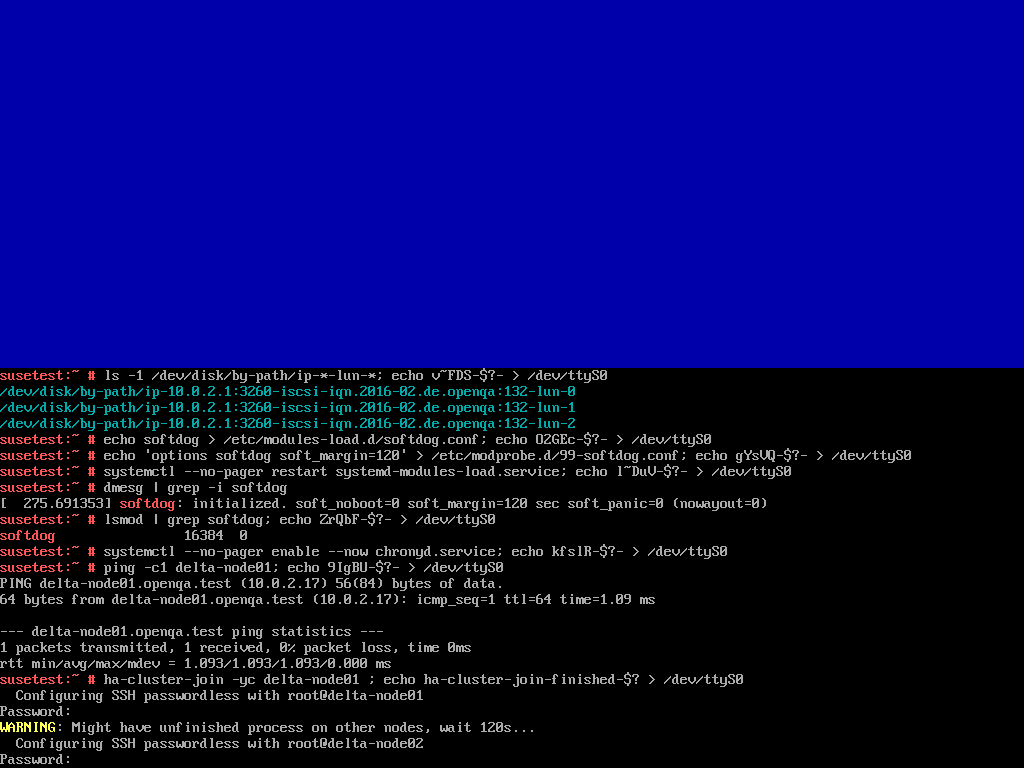 susetest:~ # ls -1 /dev/disk/by-path/ip-*-lun-*; echo v~FDS-$?- > /dev/ttyS0
/dev/disk/by-path/ip-10.0.2.1:3260-iscsi-iqn.2016-02.de.openqa:132-lun-0
/dev/disk/by-path/ip-10.0.2.1:3260-iscsi-iqn.2016-02.de.openqa:132-lun-1
/dev/disk/by-path/ip-10.0.2.1:3260-iscsi-iqn.2016-02.de.openqa:132-lun-2
susetest:~ # echo softdog > /etc/modules-load.d/softdog.conf; echo O2GEc-$?- > /dev/ttyS0
susetest:~ # echo 'options softdog soft_margin=120' > /etc/modprobe.d/99-softdog.conf; echo gYsVQ-$?- > /dev/ttyS0
susetest:~ # systemctl --no-pager restart systemd-modules-load.service; echo l~DuV-$?- > /dev/ttyS0
susetest:~ # dmesg | grep -i softdog
[  275.691353] softdog: initialized. soft_noboot=0 soft_margin=120 sec soft_panic=0 (nowayout=0)
susetest:~ # lsmod | grep softdog; echo ZrQbF-$?- > /dev/ttyS0
softdog                16384  0
susetest:~ # systemctl --no-pager enable --now chronyd.service; echo kfslR-$?- > /dev/ttyS0
susetest:~ # ping -c1 delta-node01; echo 9IgBU-$?- > /dev/ttyS0
PING delta-node01.openqa.test (10.0.2.17) 56(84) bytes of data.
64 bytes from delta-node01.openqa.test (10.0.2.17): icmp_seq=1 ttl=64 time=1.09 ms
--- delta-node01.openqa.test ping statistics ---
1 packets transmitted, 1 received, 0% packet loss, time 0ms
rtt min/avg/max/mdev = 1.093/1.093/1.093/0.000 ms
susetest:~ # ha-cluster-join -yc delta-node01 ; echo ha-cluster-join-finished-$? > /dev/ttyS0
  Configuring SSH passwordless with root@delta-node01
Password:
WARNING: Might have unfinished process on other nodes, wait 120s...
  Configuring SSH passwordless with root@delta-node02
Password: